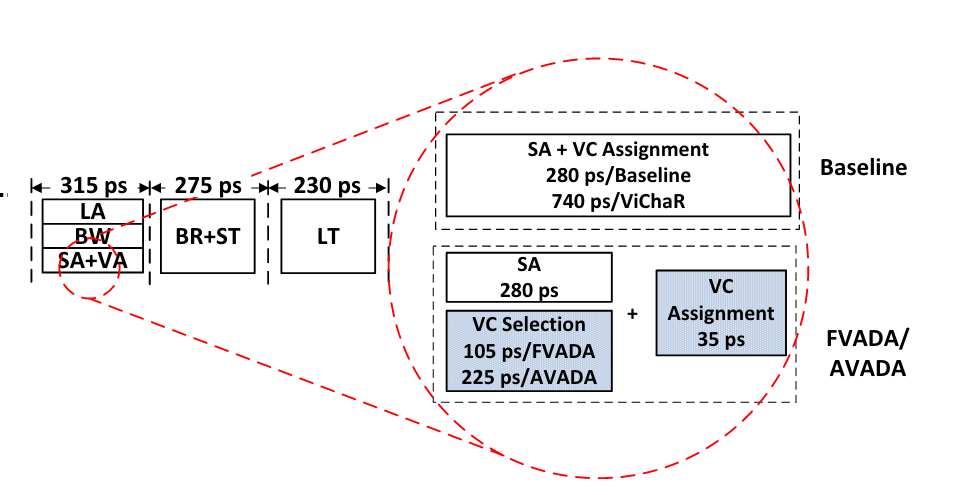 SA + VC Assignment
280 ps/Baseline
740 ps/ViChaR
Baseline
315 ps
275 ps
230 ps
LA
BW
SA+VA
BR+ST
LT
SA
280 ps
VC Selection
105 ps/FVADA
225 ps/AVADA
+
VC
Assignment
35 ps
FVADA/
AVADA